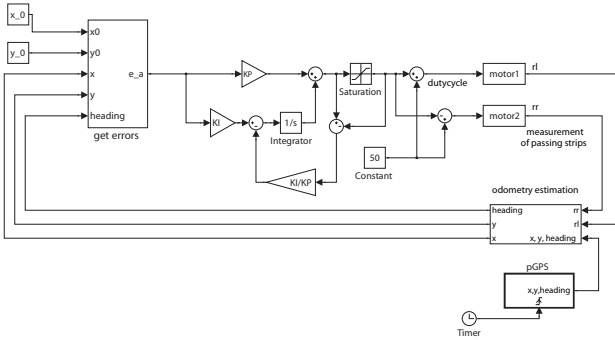 x_0
y_0
x0
y0
x
y
heading
e_a
get errors
KP
KI
1/s
Integrator
KI/KP
Saturation
50
Constant
dutycycle
motor1
motor2
rl
rr
measurement
of passing strips
odometry estimation
heading
y
x
rr
rl
x, y, heading
pGPS
x,y,heading
Timer